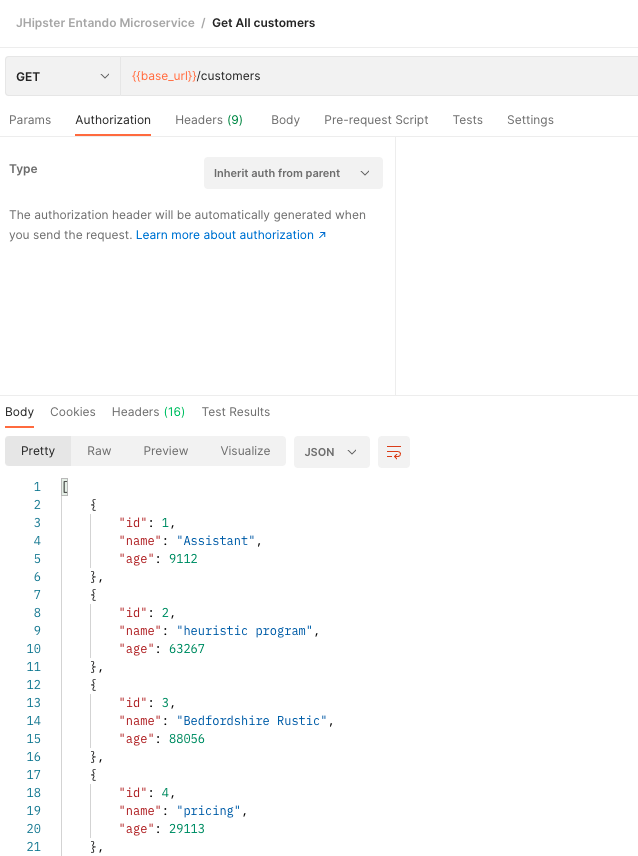 JHipster Entando Microservice / Get All customers
GET {{base_url}}/customers
Params Authorization Headers (9) Body Pre-request Script Tests Settings
Type Inherit auth from parent
The authorization header will be automatically generated when
you send the request. Learn more about authorization ↗
Body Cookies Headers (16) Test Results
Pretty Raw Preview Visualize JSON
1 [
2 {
3 "id": 1,
4 "name": "Assistant",
5 "age": 9112
6 },
7 {
8 "id": 2,
9 "name": "heuristic program",
10 "age": 63267
11 },
12 {
13 "id": 3,
14 "name": "Bedfordshire Rustic",
15 "age": 88056
16 },
17 {
18 "id": 4,
19 "name": "pricing",
20 "age": 29113
21 },